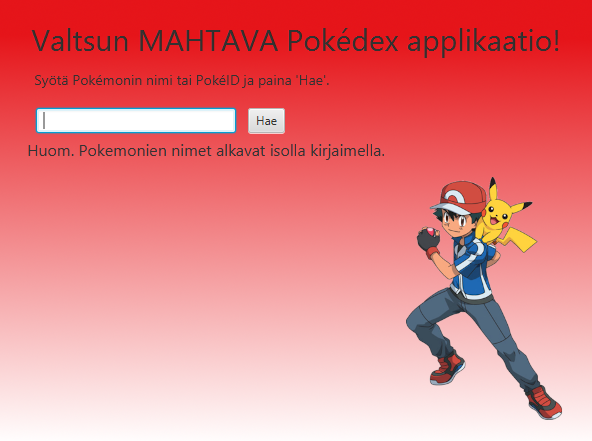 Valtsun MAHTAVA Pokédex applikaatio!
Syötä Pokémonin nimi tai PokéID ja paina 'Hae'.
Hae
Huom. Pokemonien nimet alkavat isolla kirjaimella.